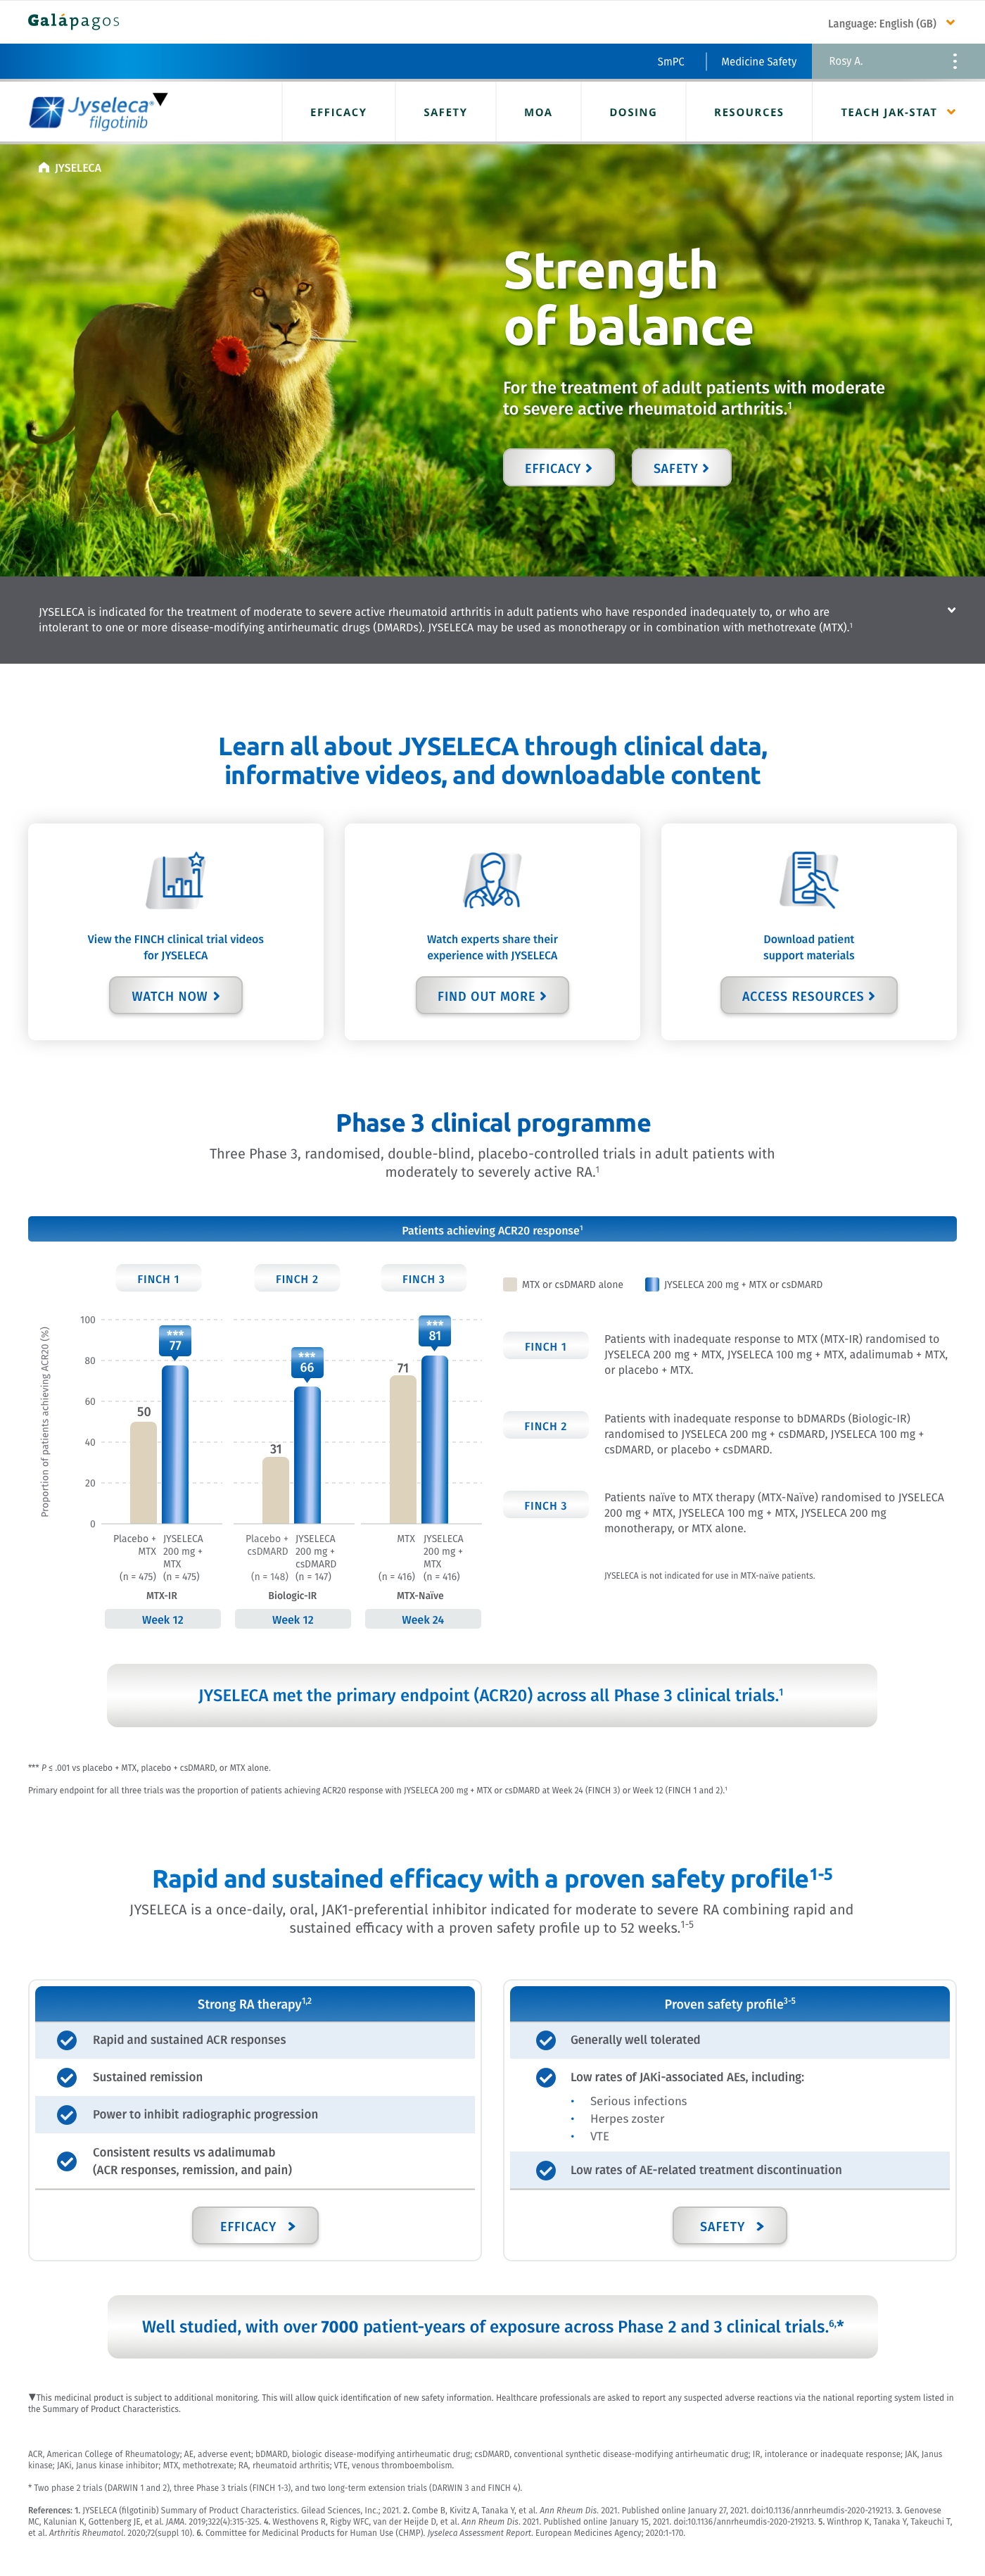 Galápagos
Language: English (GB)
SmPC
Medicine Safety
Rosy A.
Jyseleca®▼
filgotinib
EFFICACY
SAFETY
MOA
DOSING
RESOURCES
TEACH JAK-STAT
JYSELECA
Strength
of balance
For the treatment of adult patients with moderate
to severe active rheumatoid arthritis.1
EFFICACY
SAFETY
JYSELECA is indicated for the treatment of moderate to severe active rheumatoid arthritis in adult patients who have responded inadequately to, or who are
intolerant to one or more disease-modifying antirheumatic drugs (DMARDs). JYSELECA may be used as monotherapy or in combination with methotrexate (MTX).1
Learn all about JYSELECA through clinical data,
informative videos, and downloadable content
View the FINCH clinical trial videos
for JYSELECA
WATCH NOW
Watch experts share their
experience with JYSELECA
FIND OUT MORE
Download patient
support materials
ACCESS RESOURCES
Phase 3 clinical programme
Three Phase 3, randomised, double-blind, placebo-controlled trials in adult patients with
moderately to severely active RA.1
Patients achieving ACR20 response1
FINCH 1
FINCH 2
FINCH 3
Proportion of patients achieving ACR20 (%)
100
80
60
40
20
0
50
***
77
31
***
66
71
***
81
Placebo +
MTX
(n = 475)
JYSELECA
200 mg +
MTX
(n = 475)
Placebo +
csDMARD
(n = 148)
JYSELECA
200 mg +
csDMARD
(n = 147)
MTX
(n = 416)
JYSELECA
200 mg +
MTX
(n = 416)
MTX-IR
Biologic-IR
MTX-Naïve
Week 12
Week 12
Week 24
MTX or csDMARD alone
JYSELECA 200 mg + MTX or csDMARD
FINCH 1
Patients with inadequate response to MTX (MTX-IR) randomised to
JYSELECA 200 mg + MTX, JYSELECA 100 mg + MTX, adalimumab + MTX,
or placebo + MTX.
FINCH 2
Patients with inadequate response to bDMARDs (Biologic-IR)
randomised to JYSELECA 200 mg + csDMARD, JYSELECA 100 mg +
csDMARD, or placebo + csDMARD.
FINCH 3
Patients naïve to MTX therapy (MTX-Naïve) randomised to JYSELECA
200 mg + MTX, JYSELECA 100 mg + MTX, JYSELECA 200 mg
monotherapy, or MTX alone.
JYSELECA is not indicated for use in MTX-naïve patients.
JYSELECA met the primary endpoint (ACR20) across all Phase 3 clinical trials.1
*** P ≤ .001 vs placebo + MTX, placebo + csDMARD, or MTX alone.
Primary endpoint for all three trials was the proportion of patients achieving ACR20 response with JYSELECA 200 mg + MTX or csDMARD at Week 24 (FINCH 3) or Week 12 (FINCH 1 and 2).1
Rapid and sustained efficacy with a proven safety profile1-5
JYSELECA is a once-daily, oral, JAK1-preferential inhibitor indicated for moderate to severe RA combining rapid and
sustained efficacy with a proven safety profile up to 52 weeks.1-5
Strong RA therapy1,2
Rapid and sustained ACR responses
Sustained remission
Power to inhibit radiographic progression
Consistent results vs adalimumab
(ACR responses, remission, and pain)
EFFICACY
Proven safety profile3-5
Generally well tolerated
Low rates of JAKi-associated AEs, including:
• Serious infections
• Herpes zoster
• VTE
Low rates of AE-related treatment discontinuation
SAFETY
Well studied, with over 7000 patient-years of exposure across Phase 2 and 3 clinical trials.6,*
▼This medicinal product is subject to additional monitoring. This will allow quick identification of new safety information. Healthcare professionals are asked to report any suspected adverse reactions via the national reporting system listed in
the Summary of Product Characteristics.
ACR, American College of Rheumatology; AE, adverse event; bDMARD, biologic disease-modifying antirheumatic drug; csDMARD, conventional synthetic disease-modifying antirheumatic drug; IR, intolerance or inadequate response; JAK, Janus
kinase; JAKi, Janus kinase inhibitor; MTX, methotrexate; RA, rheumatoid arthritis; VTE, venous thromboembolism.
* Two phase 2 trials (DARWIN 1 and 2), three Phase 3 trials (FINCH 1-3), and two long-term extension trials (DARWIN 3 and FINCH 4).
References: 1. JYSELECA (filgotinib) Summary of Product Characteristics. Gilead Sciences, Inc.; 2021. 2. Combe B, Kivitz A, Tanaka Y, et al. Ann Rheum Dis. 2021. Published online January 27, 2021. doi:10.1136/annrheumdis-2020-219213. 3. Genovese
MC, Kalunian K, Gottenberg JE, et al. JAMA. 2019;322(4):315-325. 4. Westhovens R, Rigby WFC, van der Heijde D, et al. Ann Rheum Dis. 2021. Published online January 15, 2021. doi:10.1136/annrheumdis-2020-219213. 5. Winthrop K, Tanaka Y, Takeuchi T,
et al. Arthritis Rheumatol. 2020;72(suppl 10). 6. Committee for Medicinal Products for Human Use (CHMP). Jyseleca Assessment Report. European Medicines Agency; 2020:1-170.